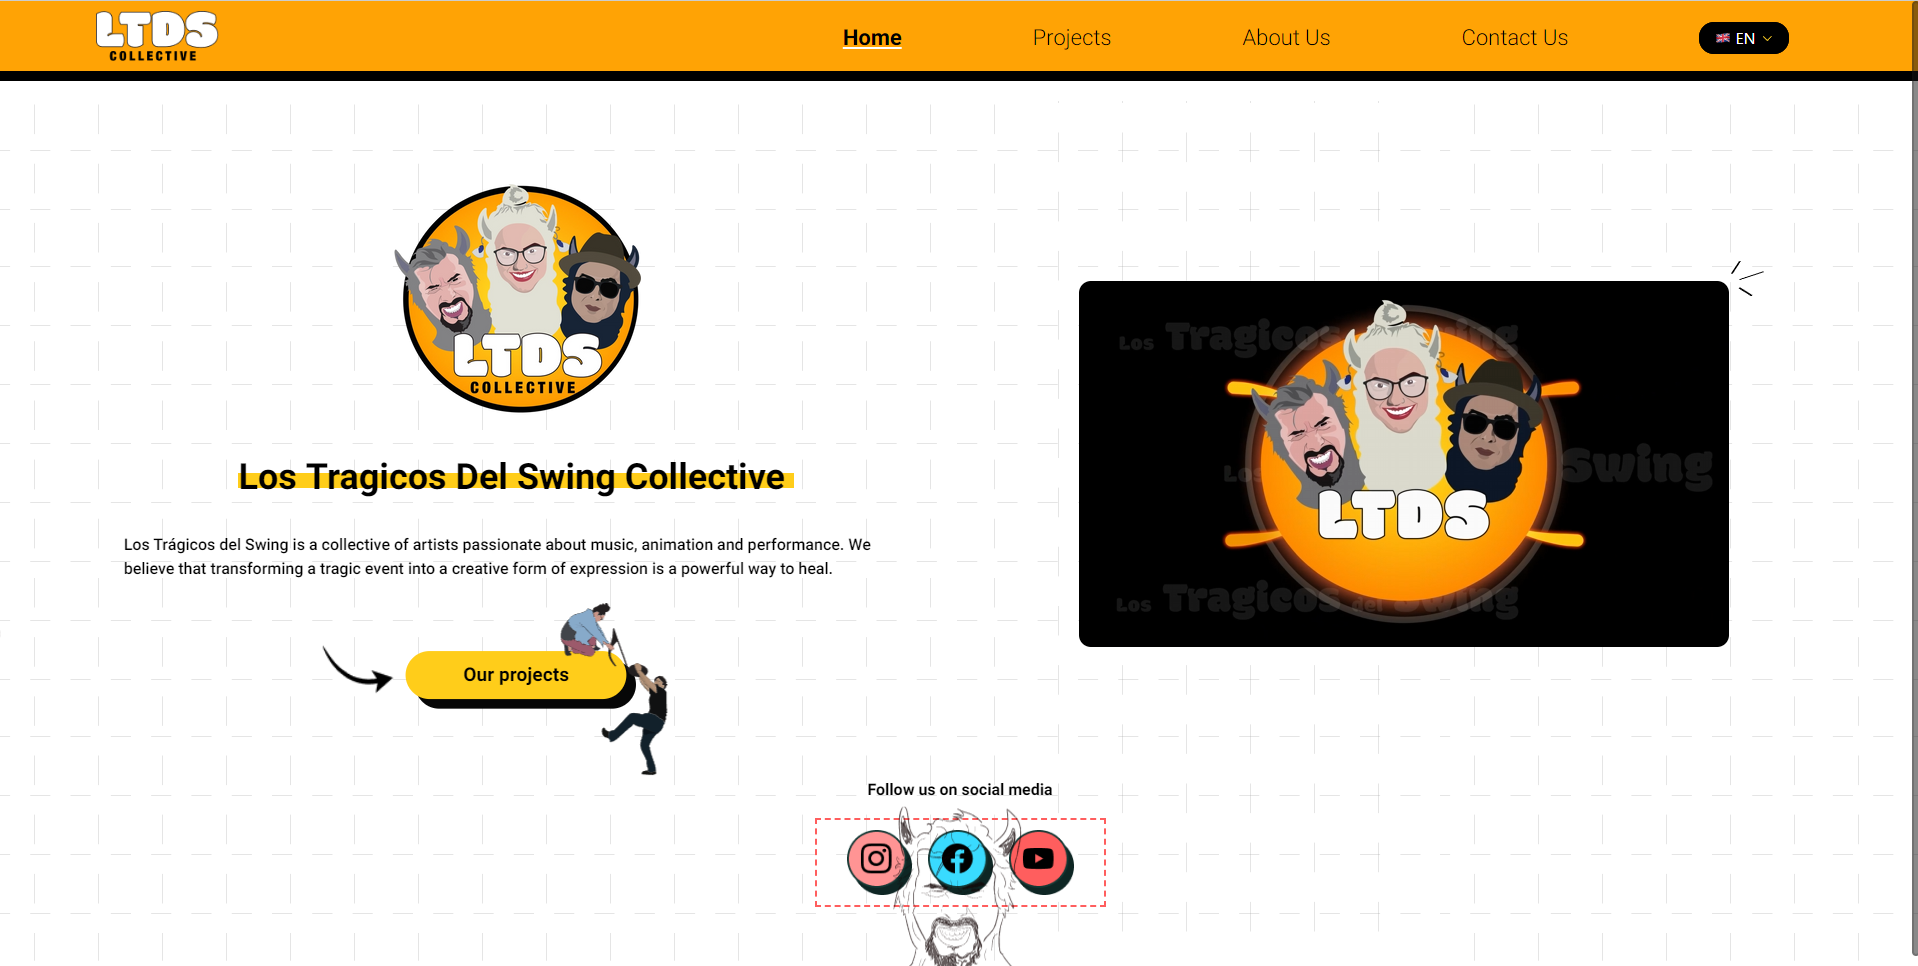 LTDS
COLLECTIVE
Home
Projects
About Us
Contact Us
EN
C
LTDS
COLLECTIVE
Los Tragicos Del Swing Collective
Los Trágicos del Swing is a collective of artists passionate about music, animation and performance. We
believe that transforming a tragic event into a creative form of expression is a powerful way to heal.
Our projects
Los Tragicos Swing
C
Los Swing
LTDS
Los Tragicos del Swing
Follow us on social media